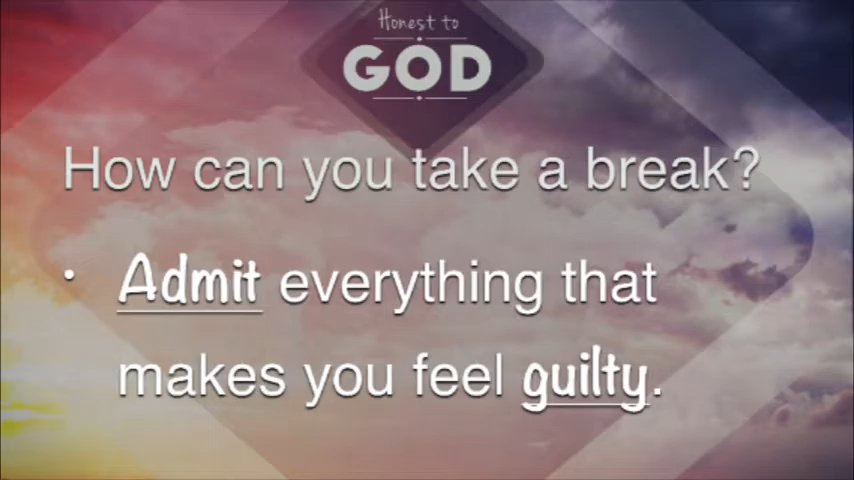 Honest to
GOD
How can you take a break?
• Admit everything that
makes you feel guilty.